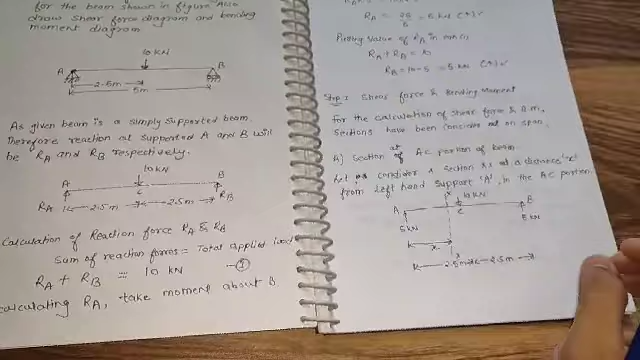 for the beam shown in figure. Also
draw shear force diagram and bending
moment diagram
10 kN
A
B
2.5m
5m
As given beam is a simply supported beam.
Therefore reaction at supported A and B will
be RA and RB respectively.
10 kN
A
C
B
RA
2.5m
2.5m
RB
Calculation of Reaction force RA & RB
Sum of reaction forces = Total applied load
RA + RB = 10 kN ①
Calculating RA, take moment about B
RA = = 5 kN (↑)
value of RA in
RA + RB = 10
RB = 10 - 5 = 5 kN (↑)
Shear force & Bending Moment
for the calculation of shear force & B.M,
sections have been on span.
A) Section at AC portion of beam
Let us consider a section xx at a distance 'x'
from left hand support 'A', in the AC portion
x
10 kN
A
C
B
5 kN
5 kN
x
x
2.5m
2.5m